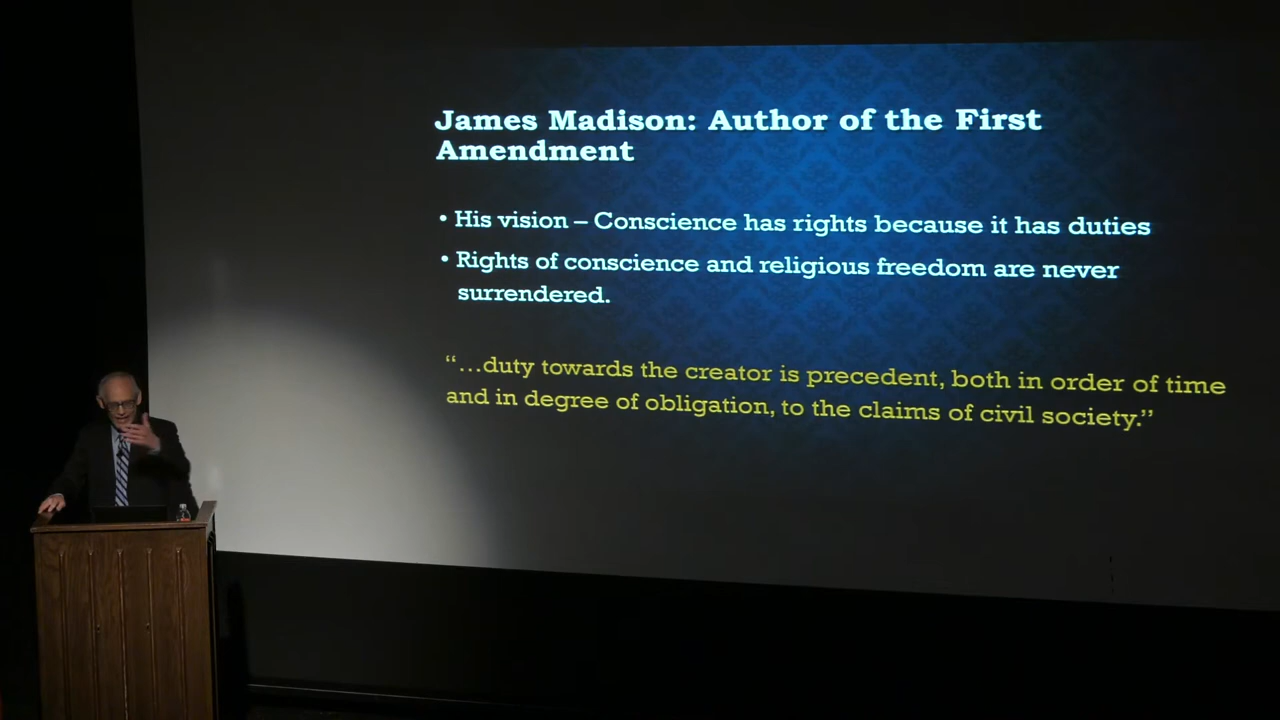 James Madison: Author of the First
Amendment
• His vision – Conscience has rights because it has duties
• Rights of conscience and religious freedom are never
surrendered.
“…duty towards the creator is precedent, both in order of time
and in degree of obligation, to the claims of civil society.”